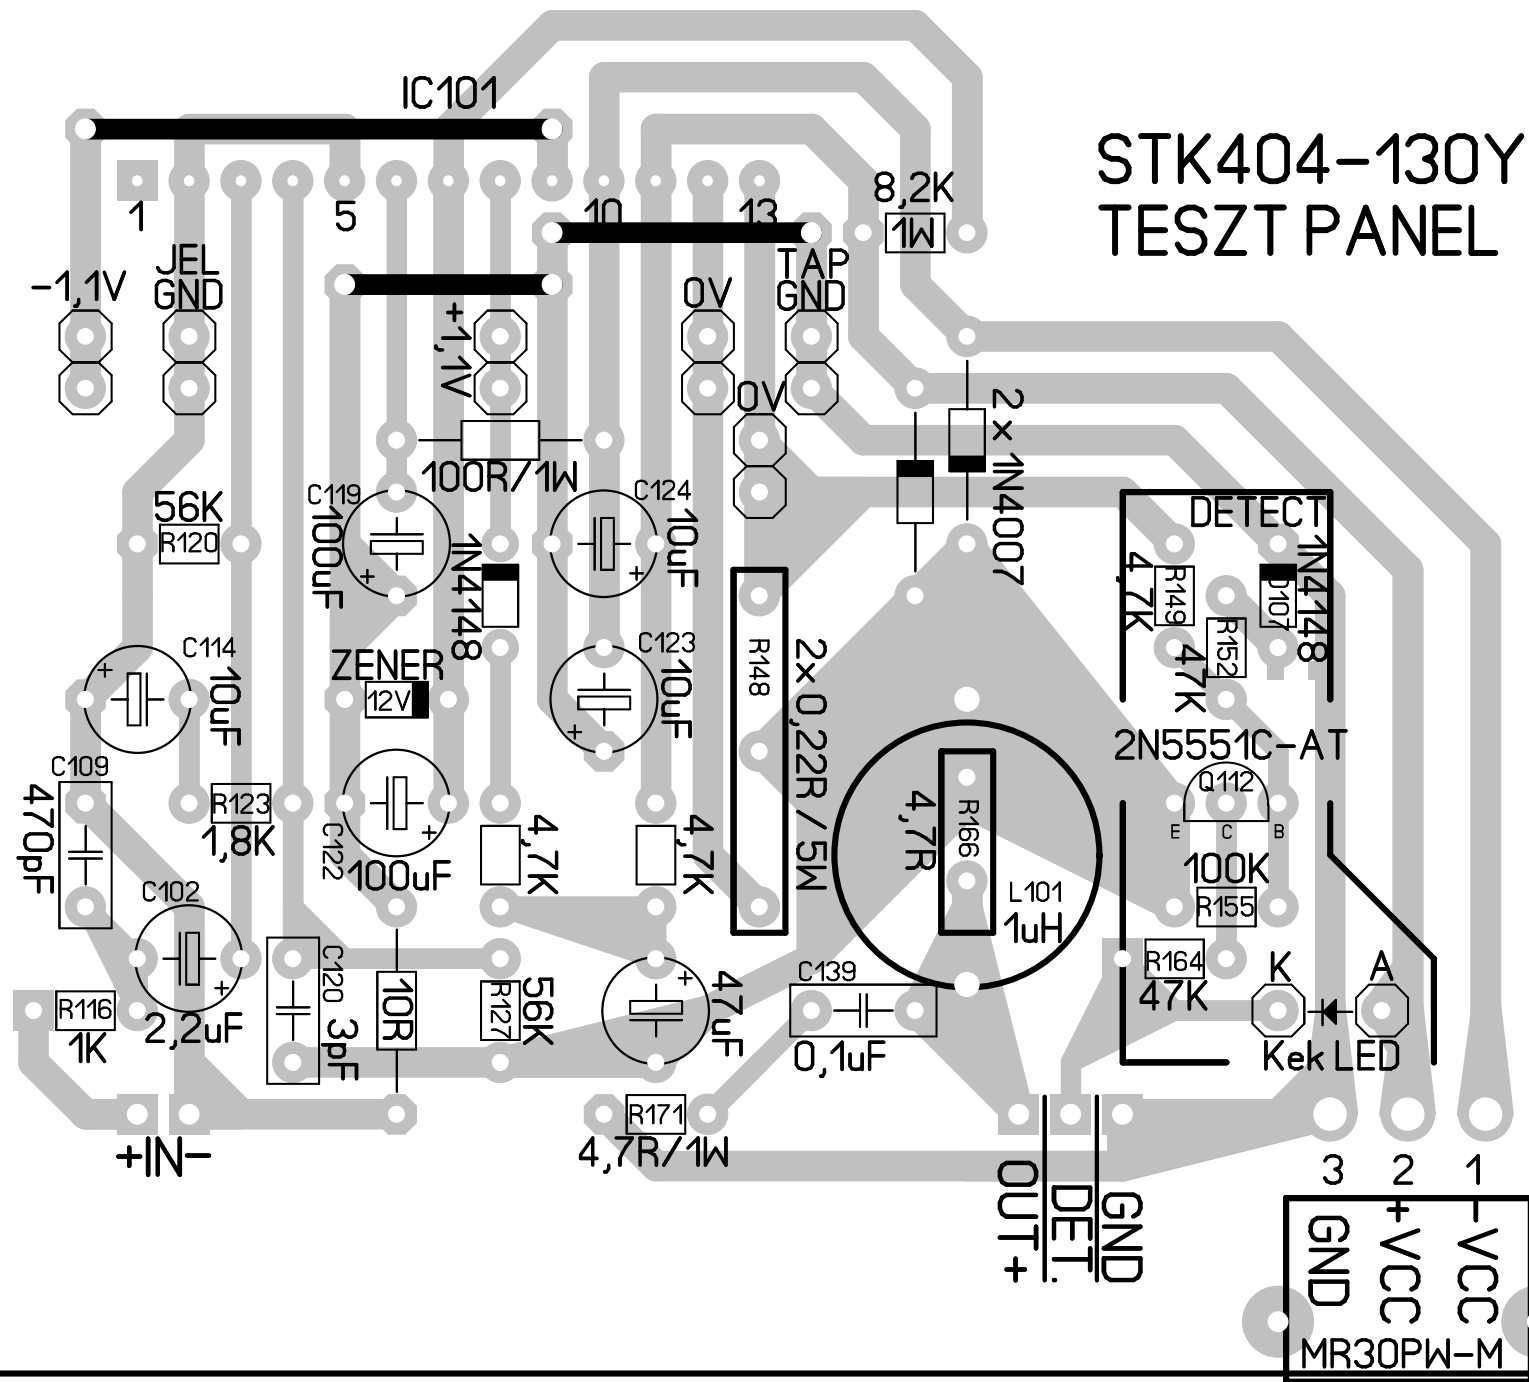 IC101
STK404-130Y
TESZT PANEL
8,2K
1W
1
5
10
13
-1,1V
JEL
GND
+1,1V
0V
TAP
GND
0V
2 x 1N4007
100R/1W
C119
100uF
C124
10uF
56K
R120
1N4148
DETECT
4,7K
R149
D107
1N4148
R152
47K
C114
10uF
ZENER
12V
C123
10uF
R148
2x0,22R/5W
2N5551C-AT
Q112
E
C
B
C109
470pF
R123
1,8K
C122
100uF
4,7K
4,7K
4,7R
R166
L101
1uH
100K
R155
C102
2,2uF
R116
1K
C120
3pF
10R
R127
56K
47uF
C139
0,1uF
R164
47K
K
A
Kek LED
+IN-
R171
4,7R/1W
OUT+
DET.
GND
3
2
1
GND
+VCC
-VCC
MR30PW-M